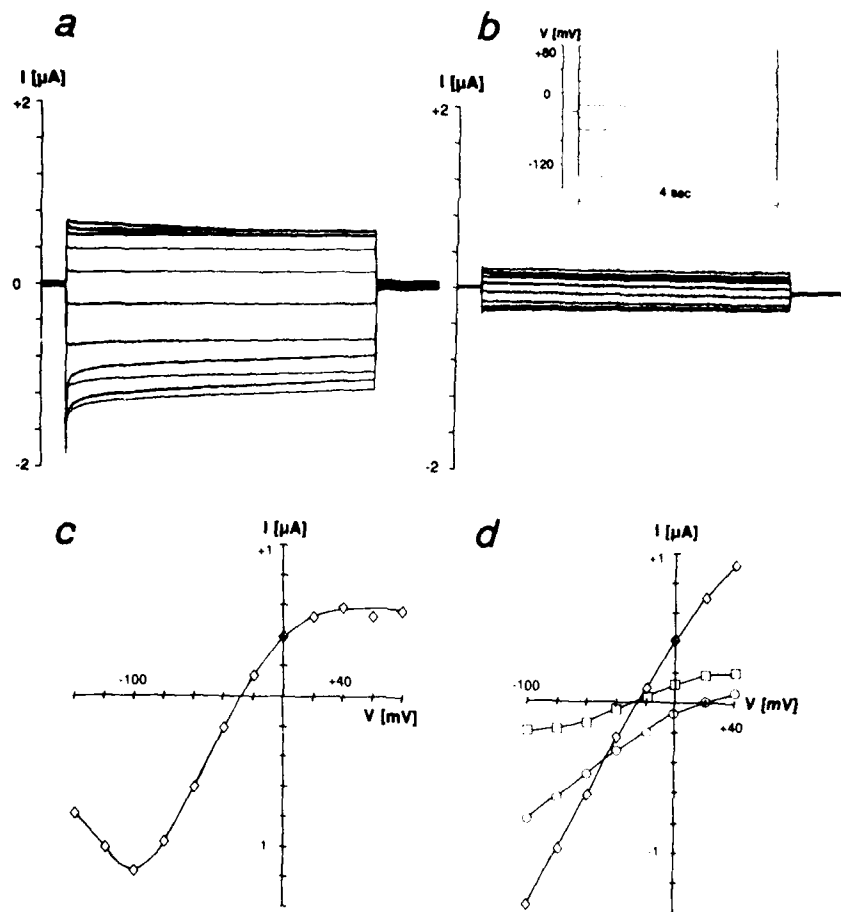 a
I [µA]
+2
0
-2
b
V [mV]
+80
0
-120
4 sec
I [µA]
+2
-2
c
I [µA]
+1
-100
+40
V [mV]
1
d
I [µA]
+1
-100
V [mV]
+40
-1